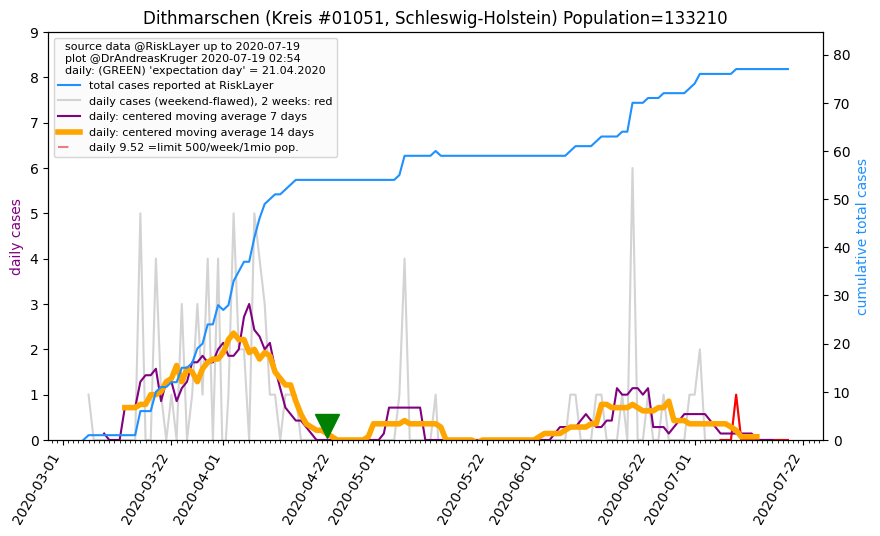 Dithmarschen (Kreis #01051, Schleswig-Holstein) Population=133210
source data @RiskLayer up to 2020-07-19
plot @DrAndreasKruger 2020-07-19 02:54
daily: (GREEN) 'expectation day' = 21.04.2020
total cases reported at RiskLayer
daily cases (weekend-flawed), 2 weeks: red
daily: centered moving average 7 days
daily: centered moving average 14 days
daily 9.52 =limit 500/week/1mio pop.
daily cases
9
8
7
6
5
4
3
2
1
0
cumulative total cases
80
70
60
50
40
30
20
10
0
2020-03-01
2020-03-22
2020-04-01
2020-04-22
2020-05-01
2020-05-22
2020-06-01
2020-06-22
2020-07-01
2020-07-22